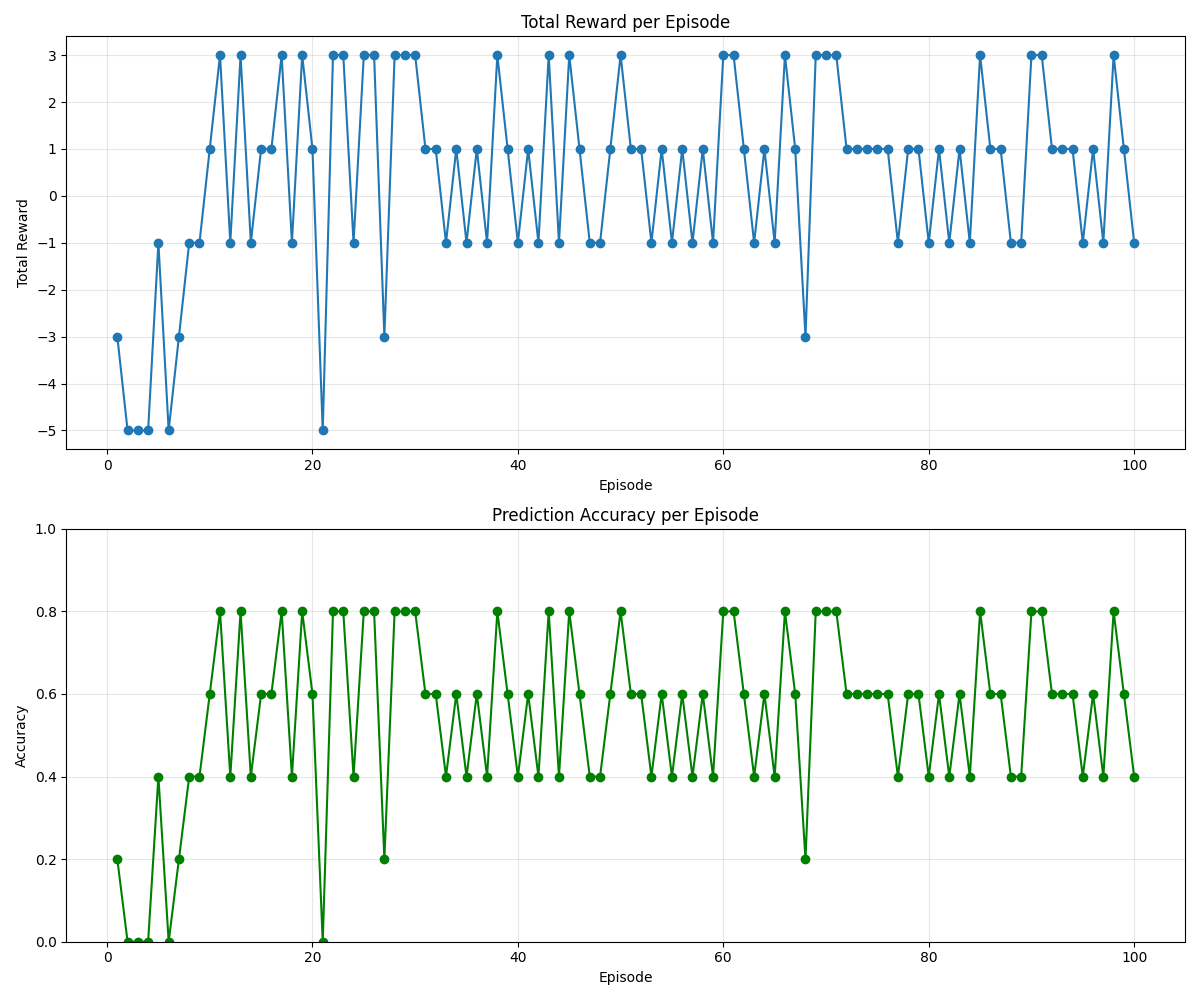 Total Reward per Episode
Total Reward
3
2
1
0
−1
−2
−3
−4
−5
0 20 40 60 80 100
Episode
Prediction Accuracy per Episode
Accuracy
1.0
0.8
0.6
0.4
0.2
0.0
0 20 40 60 80 100
Episode